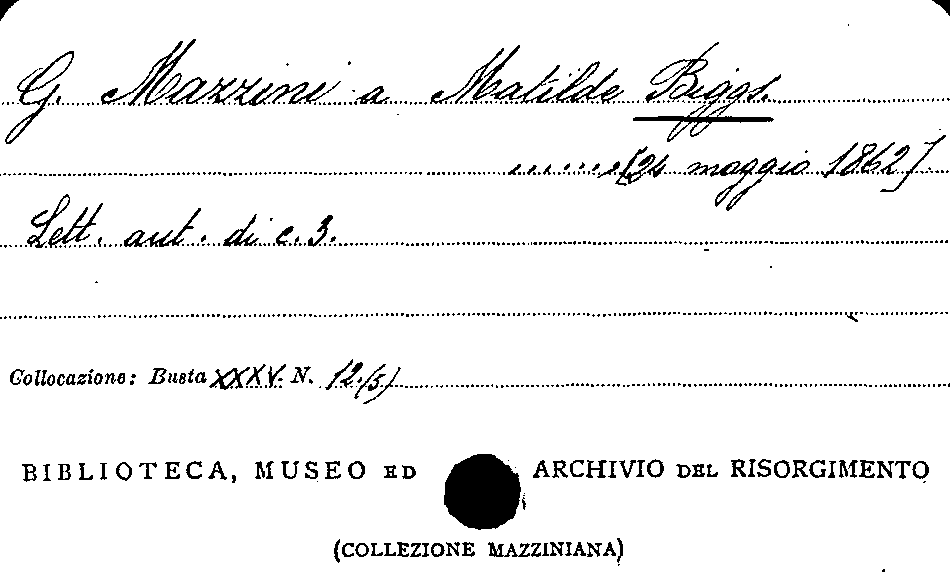 G. Mazzini a Matilde Biggs.
.......[24 maggio 1862]
Lett. aut. di c. 3.
Collocazione: Busta XXXV. N. 12.(5)
BIBLIOTECA, MUSEO ED ARCHIVIO DEL RISORGIMENTO
(COLLEZIONE MAZZINIANA)